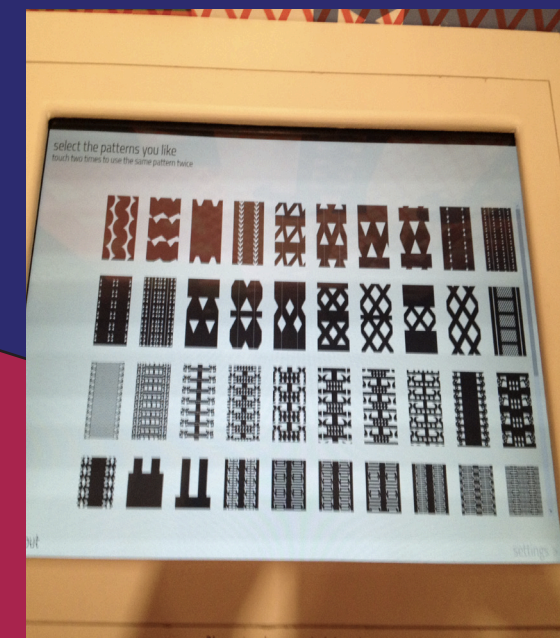 select the patterns you like
touch two times to use the same pattern twice
settings